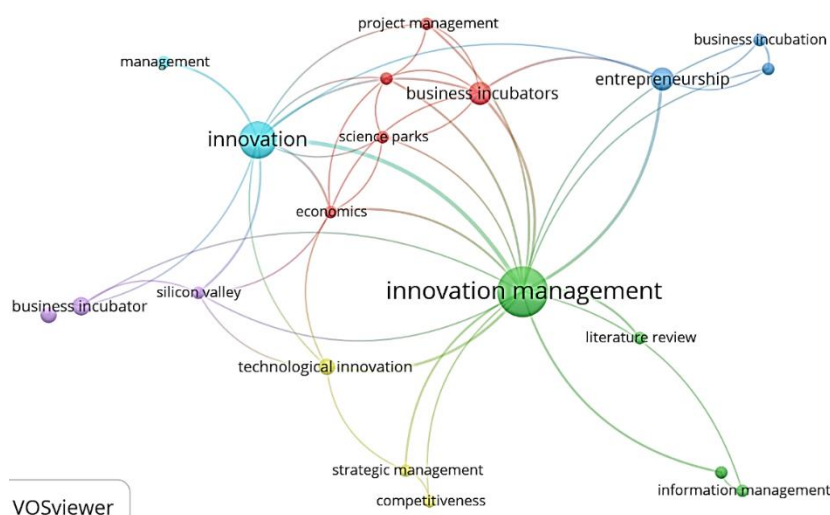 project management
business incubation
management
entrepreneurship
business incubators
innovation
science parks
economics
innovation management
silicon valley
business incubator
literature review
technological innovation
strategic management
information management
competitiveness
VOSviewer